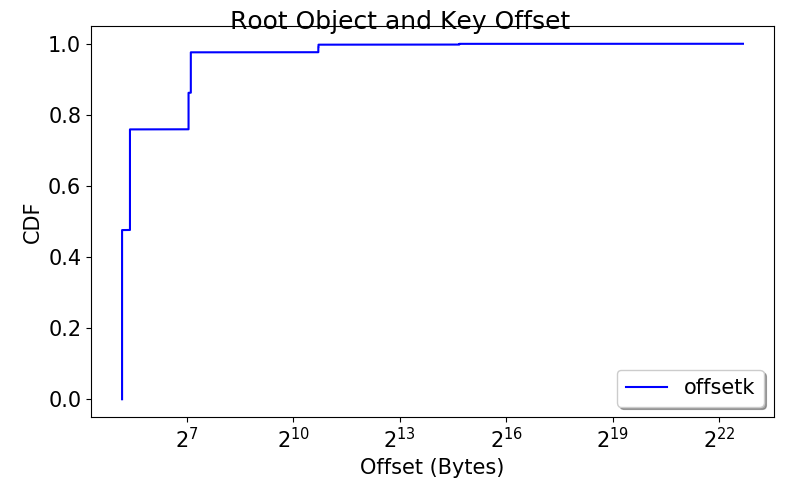 Root Object and Key Offset
1.0
0.8
0.6
0.4
0.2
0.0
CDF
offsetk
2^7 2^10 2^13 2^16 2^19 2^22
Offset (Bytes)